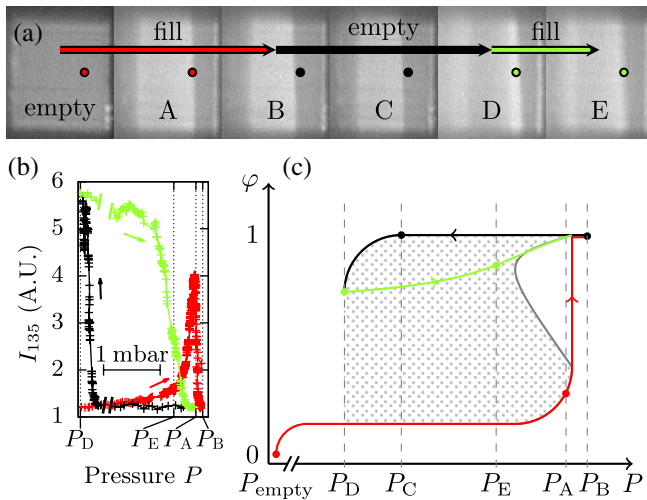 (a) fill empty fill
empty A B C D E
(b) (c)
φ
6
5
4
3
2
1
I135 (A.U.)
1 mbar
PD PE PA PB
Pressure P
1
0
Pempty PD PC PE PA PB P